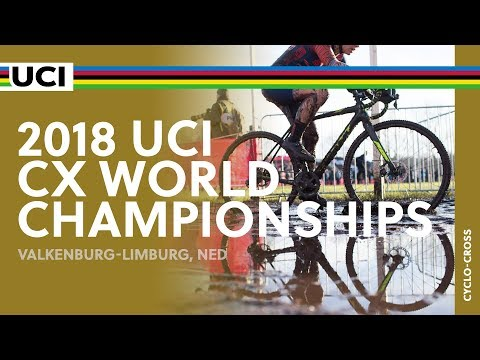 UCI
2018 UCI
CX WORLD
CHAMPIONSHIPS
VALKENBURG-LIMBURG, NED
CYCLO-CROSS